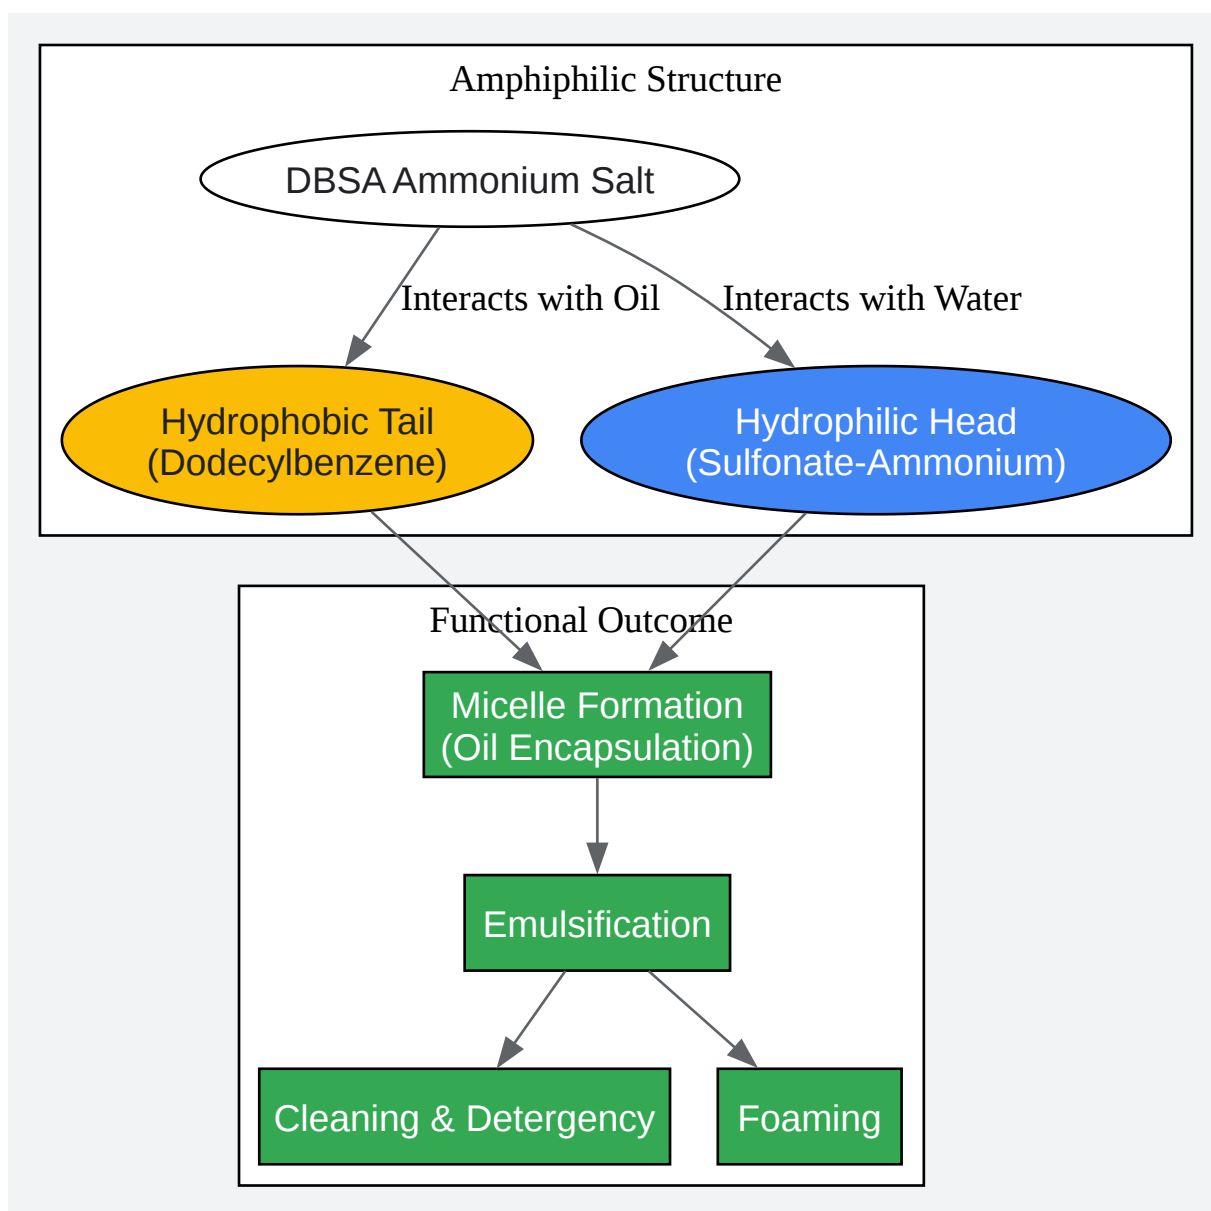 Amphiphilic Structure
DBSA Ammonium Salt
Interacts with Oil
Interacts with Water
Hydrophobic Tail
(Dodecylbenzene)
Hydrophilic Head
(Sulfonate-Ammonium)
Functional Outcome
Micelle Formation
(Oil Encapsulation)
Emulsification
Cleaning & Detergency
Foaming